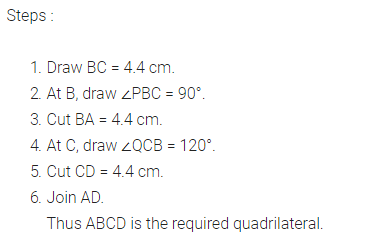 Steps :
1. Draw BC = 4.4 cm.
2. At B, draw ∠PBC = 90°.
3. Cut BA = 4.4 cm.
4. At C, draw ∠QCB = 120°.
5. Cut CD = 4.4 cm.
6. Join AD.
Thus ABCD is the required quadrilateral.